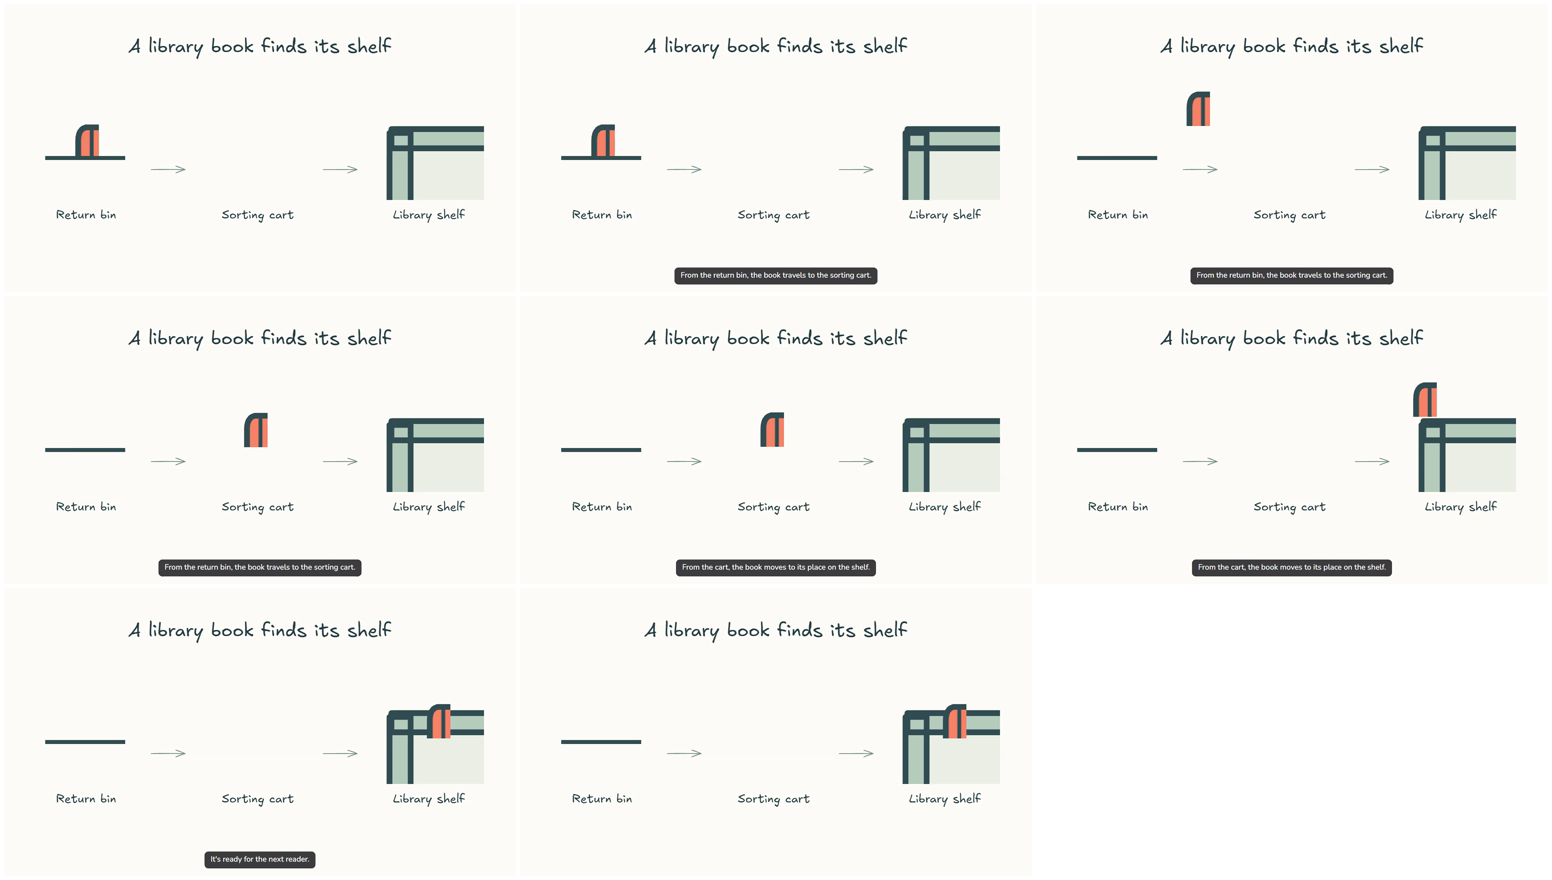 A library book finds its shelf
Return bin
Sorting cart
Library shelf
A library book finds its shelf
Return bin
Sorting cart
Library shelf
From the return bin, the book travels to the sorting cart.
A library book finds its shelf
Return bin
Sorting cart
Library shelf
From the return bin, the book travels to the sorting cart.
A library book finds its shelf
Return bin
Sorting cart
Library shelf
From the return bin, the book travels to the sorting cart.
A library book finds its shelf
Return bin
Sorting cart
Library shelf
From the cart, the book moves to its place on the shelf.
A library book finds its shelf
Return bin
Sorting cart
Library shelf
From the cart, the book moves to its place on the shelf.
A library book finds its shelf
Return bin
Sorting cart
Library shelf
It's ready for the next reader.
A library book finds its shelf
Return bin
Sorting cart
Library shelf